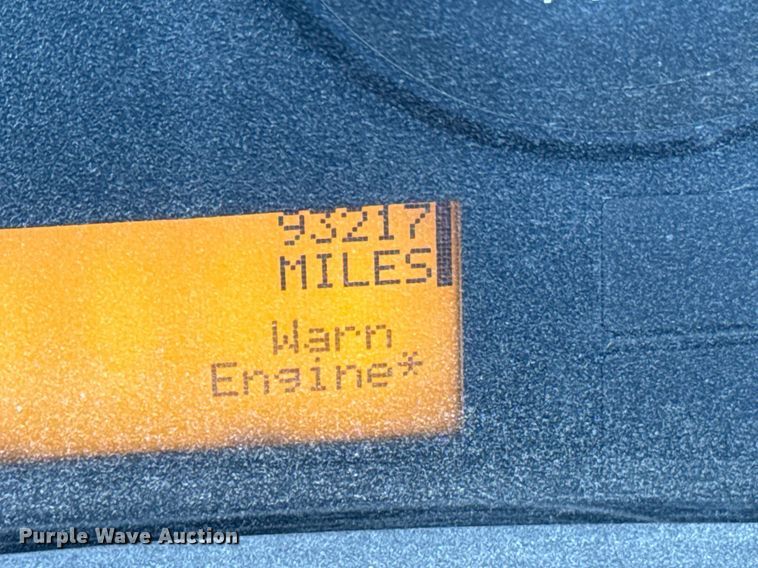 93217
MILES
Warn
Engine*
Purple Wave Auction®